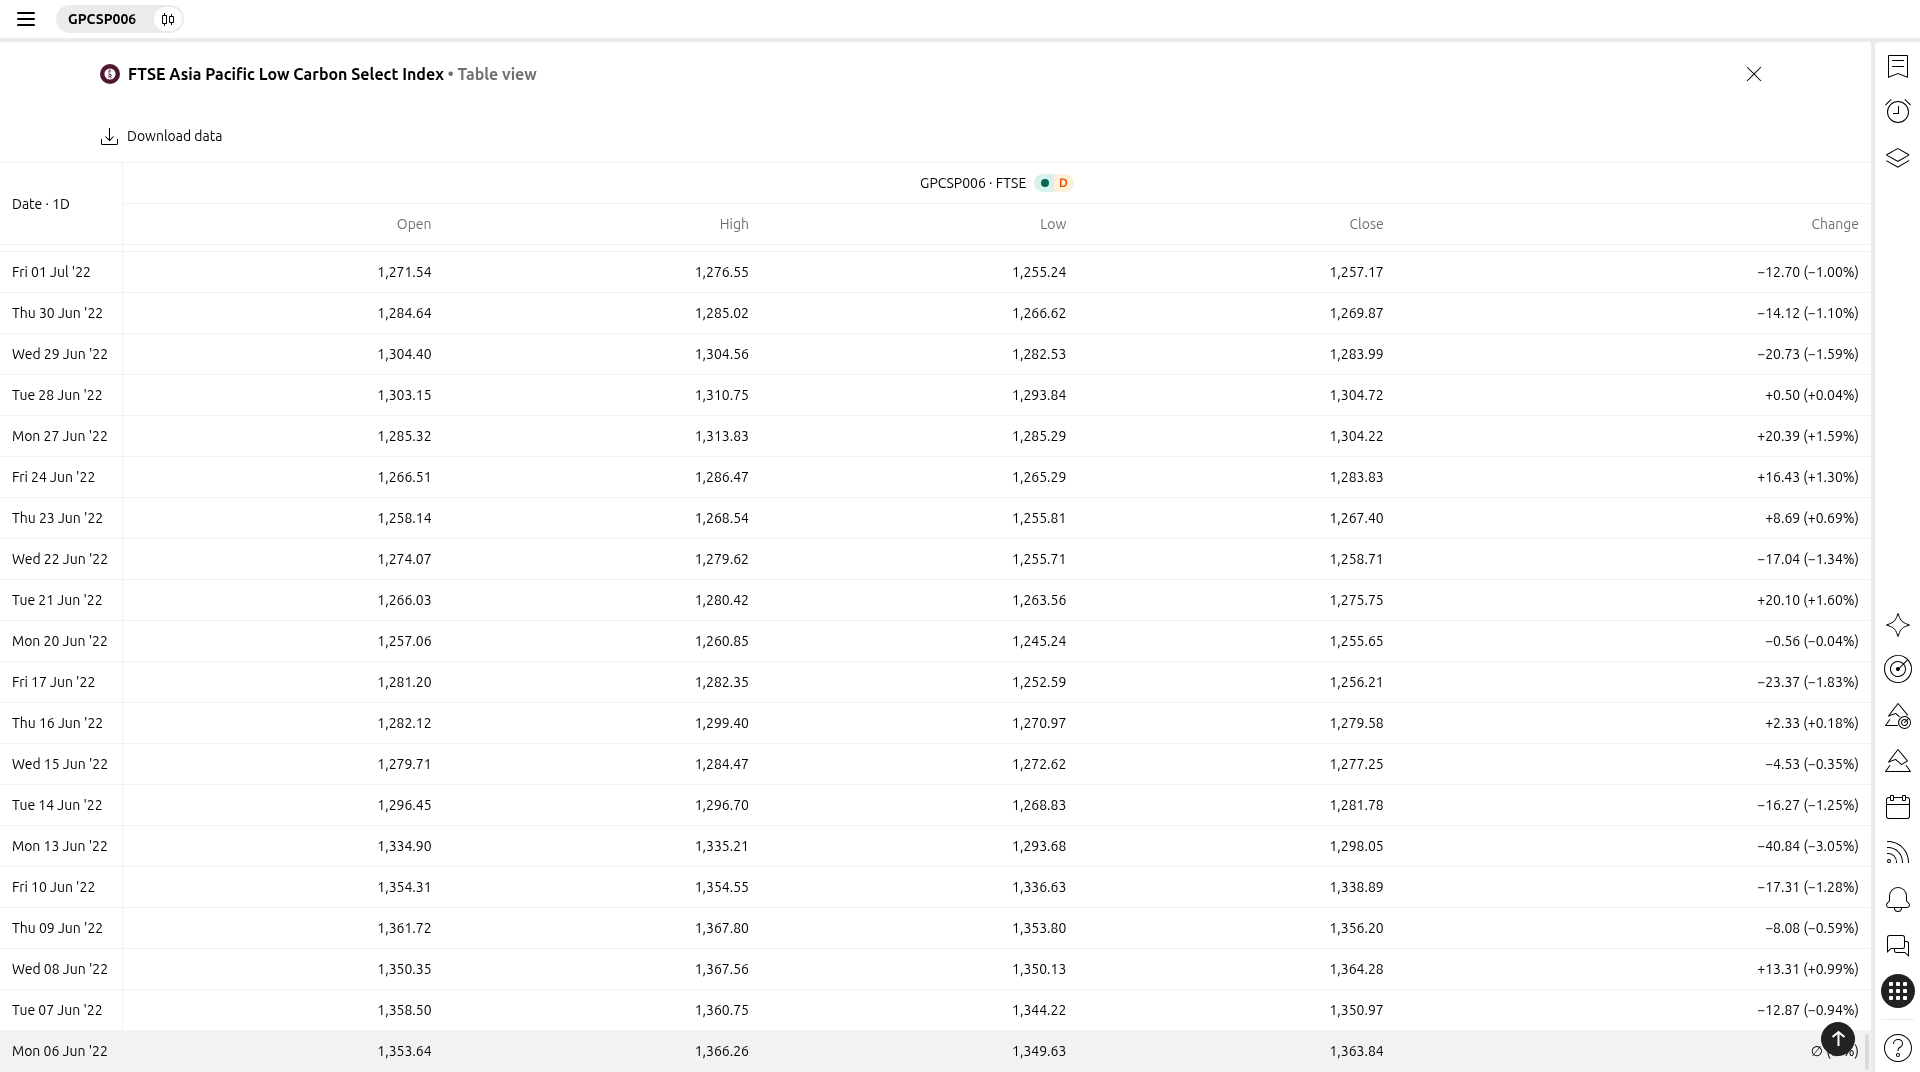 GPCSP006
FTSE Asia Pacific Low Carbon Select Index • Table view
Download data
Date · 1D
GPCSP006 · FTSE D
Open High Low Close Change
Fri 01 Jul '22 1,271.54 1,276.55 1,255.24 1,257.17 −12.70 (−1.00%)
Thu 30 Jun '22 1,284.64 1,285.02 1,266.62 1,269.87 −14.12 (−1.10%)
Wed 29 Jun '22 1,304.40 1,304.56 1,282.53 1,283.99 −20.73 (−1.59%)
Tue 28 Jun '22 1,303.15 1,310.75 1,293.84 1,304.72 +0.50 (+0.04%)
Mon 27 Jun '22 1,285.32 1,313.83 1,285.29 1,304.22 +20.39 (+1.59%)
Fri 24 Jun '22 1,266.51 1,286.47 1,265.29 1,283.83 +16.43 (+1.30%)
Thu 23 Jun '22 1,258.14 1,268.54 1,255.81 1,267.40 +8.69 (+0.69%)
Wed 22 Jun '22 1,274.07 1,279.62 1,255.71 1,258.71 −17.04 (−1.34%)
Tue 21 Jun '22 1,266.03 1,280.42 1,263.56 1,275.75 +20.10 (+1.60%)
Mon 20 Jun '22 1,257.06 1,260.85 1,245.24 1,255.65 −0.56 (−0.04%)
Fri 17 Jun '22 1,281.20 1,282.35 1,252.59 1,256.21 −23.37 (−1.83%)
Thu 16 Jun '22 1,282.12 1,299.40 1,270.97 1,279.58 +2.33 (+0.18%)
Wed 15 Jun '22 1,279.71 1,284.47 1,272.62 1,277.25 −4.53 (−0.35%)
Tue 14 Jun '22 1,296.45 1,296.70 1,268.83 1,281.78 −16.27 (−1.25%)
Mon 13 Jun '22 1,334.90 1,335.21 1,293.68 1,298.05 −40.84 (−3.05%)
Fri 10 Jun '22 1,354.31 1,354.55 1,336.63 1,338.89 −17.31 (−1.28%)
Thu 09 Jun '22 1,361.72 1,367.80 1,353.80 1,356.20 −8.08 (−0.59%)
Wed 08 Jun '22 1,350.35 1,367.56 1,350.13 1,364.28 +13.31 (+0.99%)
Tue 07 Jun '22 1,358.50 1,360.75 1,344.22 1,350.97 −12.87 (−0.94%)
Mon 06 Jun '22 1,353.64 1,366.26 1,349.63 1,363.84 ∅